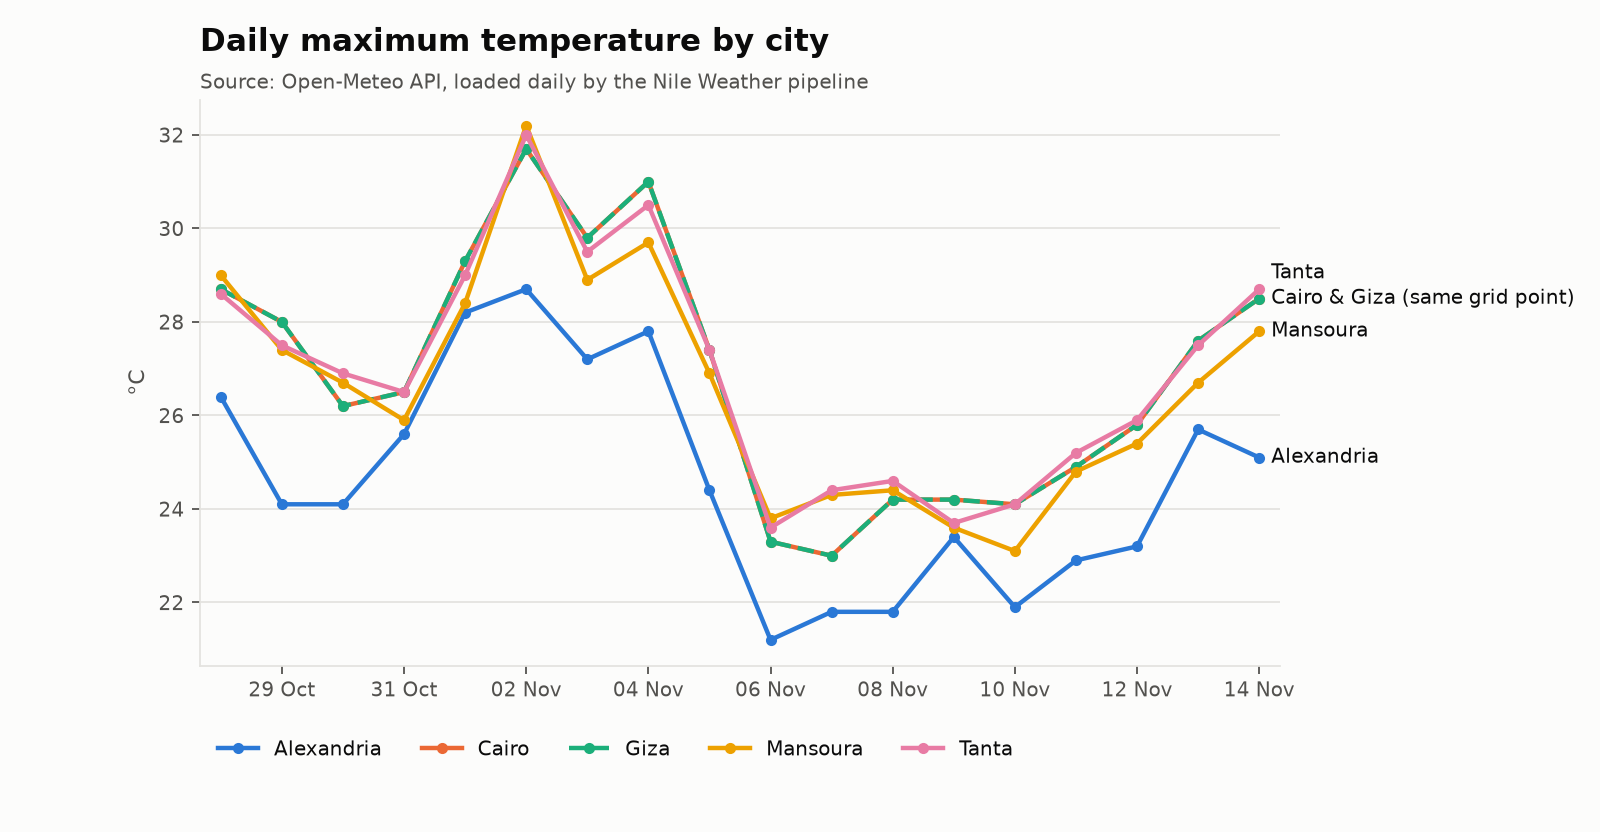 Daily maximum temperature by city
Source: Open-Meteo API, loaded daily by the Nile Weather pipeline
°C
32
30
28
26
24
22
Tanta
Cairo & Giza (same grid point)
Mansoura
Alexandria
29 Oct 31 Oct 02 Nov 04 Nov 06 Nov 08 Nov 10 Nov 12 Nov 14 Nov
Alexandria Cairo Giza Mansoura Tanta